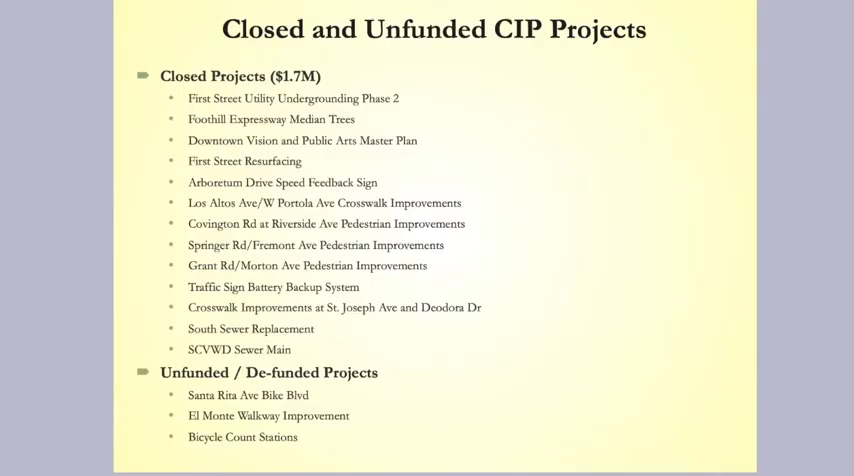 Closed and Unfunded CIP Projects
Closed Projects ($1.7M)
First Street Utility Undergrounding Phase 2
Foothill Expressway Median Trees
Downtown Vision and Public Arts Master Plan
First Street Resurfacing
Arboretum Drive Speed Feedback Sign
Los Altos Ave/W Portola Ave Crosswalk Improvements
Covington Rd at Riverside Ave Pedestrian Improvements
Springer Rd/Fremont Ave Pedestrian Improvements
Grant Rd/Morton Ave Pedestrian Improvements
Traffic Sign Battery Backup System
Crosswalk Improvements at St. Joseph Ave and Deodora Dr
South Sewer Replacement
SCVWD Sewer Main
Unfunded / De-funded Projects
Santa Rita Ave Bike Blvd
El Monte Walkway Improvement
Bicycle Count Stations